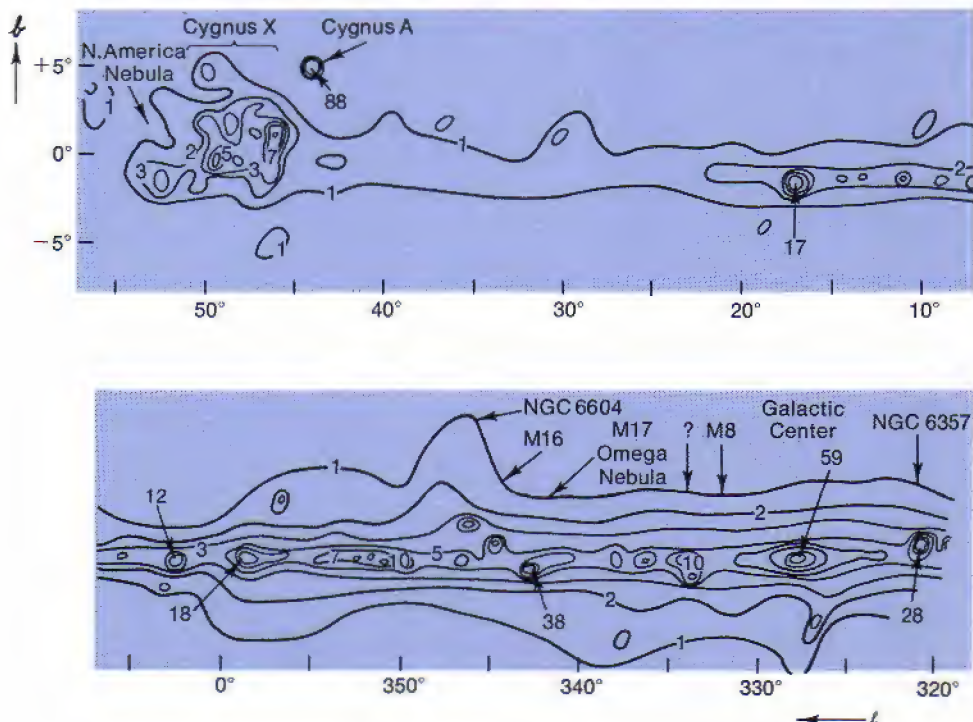 b
Cygnus X
Cygnus A
N. America
Nebula
+5°
0°
−5°
1
88
3
2
5
3
7
1
1
1
2
17
50°
40°
30°
20°
10°
NGC 6604
M16
M17
Omega
Nebula
?
M8
Galactic
Center
59
NGC 6357
1
12
3
2
18
7
10
5
10
38
2
1
28
0°
350°
340°
330°
320°